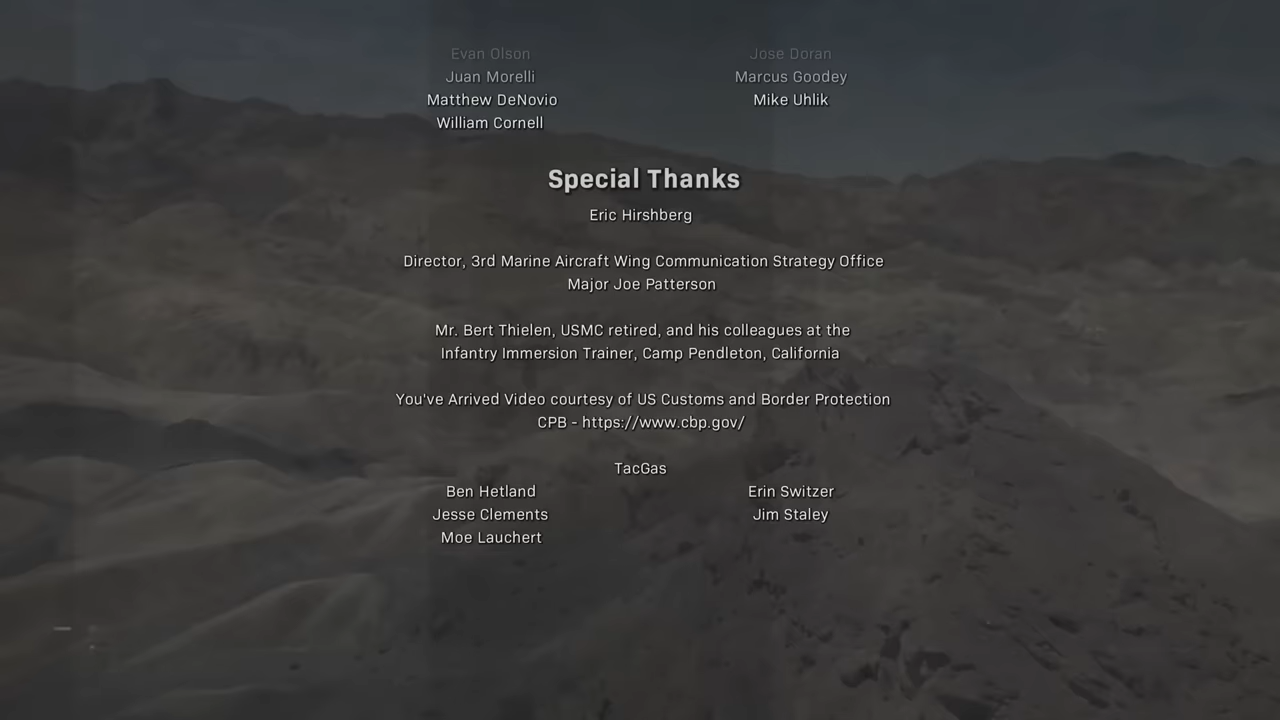 Evan Olson Jose Doran
Juan Morelli Marcus Goodey
Matthew DeNovio Mike Uhlik
William Cornell
Special Thanks
Eric Hirshberg
Director, 3rd Marine Aircraft Wing Communication Strategy Office
Major Joe Patterson
Mr. Bert Thielen, USMC retired, and his colleagues at the
Infantry Immersion Trainer, Camp Pendleton, California
You've Arrived Video courtesy of US Customs and Border Protection
CPB - https://www.cbp.gov/
TacGas
Ben Hetland Erin Switzer
Jesse Clements Jim Staley
Moe Lauchert